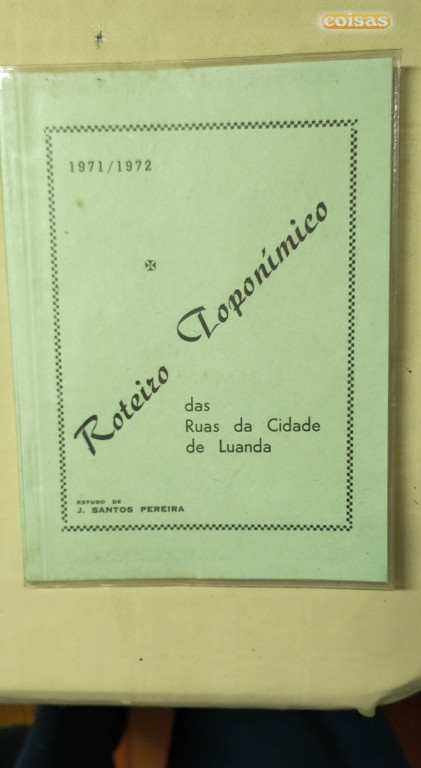 coisas
1971/1972
Roteiro Toponímico
das
Ruas da Cidade
de Luanda
ESTUDO DE
J. SANTOS PEREIRA